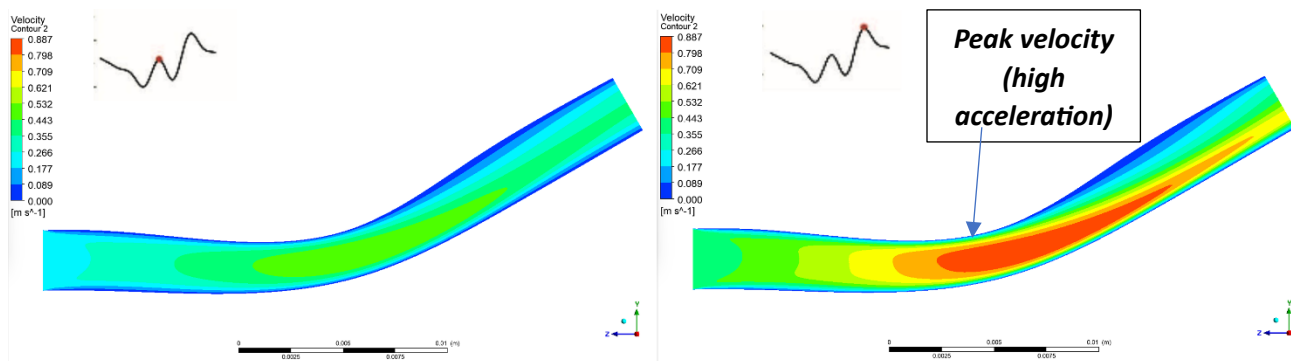 Velocity
Contour 2
0.887
0.798
0.709
0.621
0.532
0.443
0.355
0.266
0.177
0.089
0.000
[m s^-1]
Y
Z
0
0.005
0.01 (m)
0.0025
0.0075
Velocity
Contour 2
0.887
0.798
0.709
0.621
0.532
0.443
0.355
0.266
0.177
0.089
0.000
[m s^-1]
Peak velocity
(high
acceleration)
Y
Z
0
0.005
0.01 (m)
0.0025
0.0075